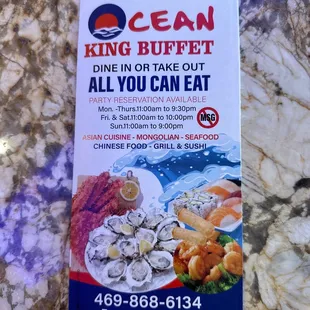 OCEAN
KING BUFFET
DINE IN OR TAKE OUT
ALL YOU CAN EAT
PARTY RESERVATION AVAILABLE
Mon. -Thurs.11:00am to 9:30pm
Fri. & Sat.11:00am to 10:00pm
Sun.11:00am to 9:00pm
MSG
ASIAN CUISINE - MONGOLIAN - SEAFOOD
CHINESE FOOD - GRILL & SUSHI
469-868-6134